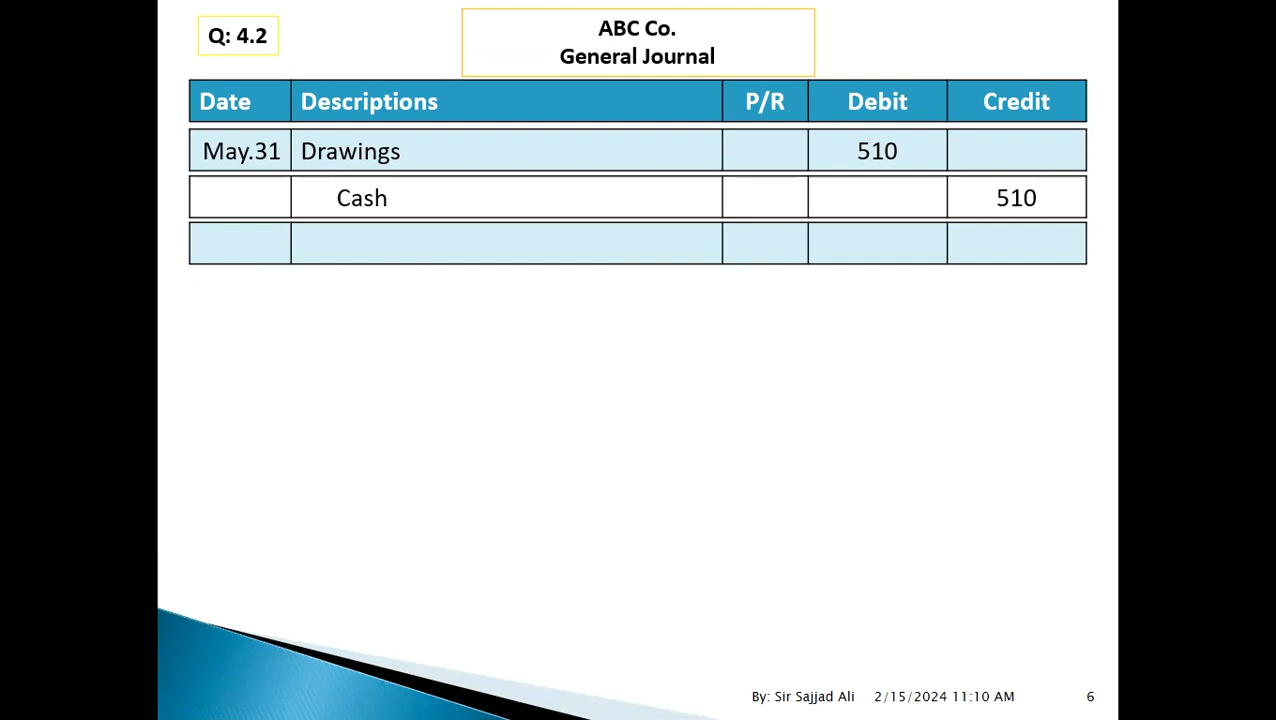 Q: 4.2
ABC Co.
General Journal
Date Descriptions P/R Debit Credit
May.31 Drawings 510
Cash 510
By: Sir Sajjad Ali 2/15/2024 11:10 AM 6